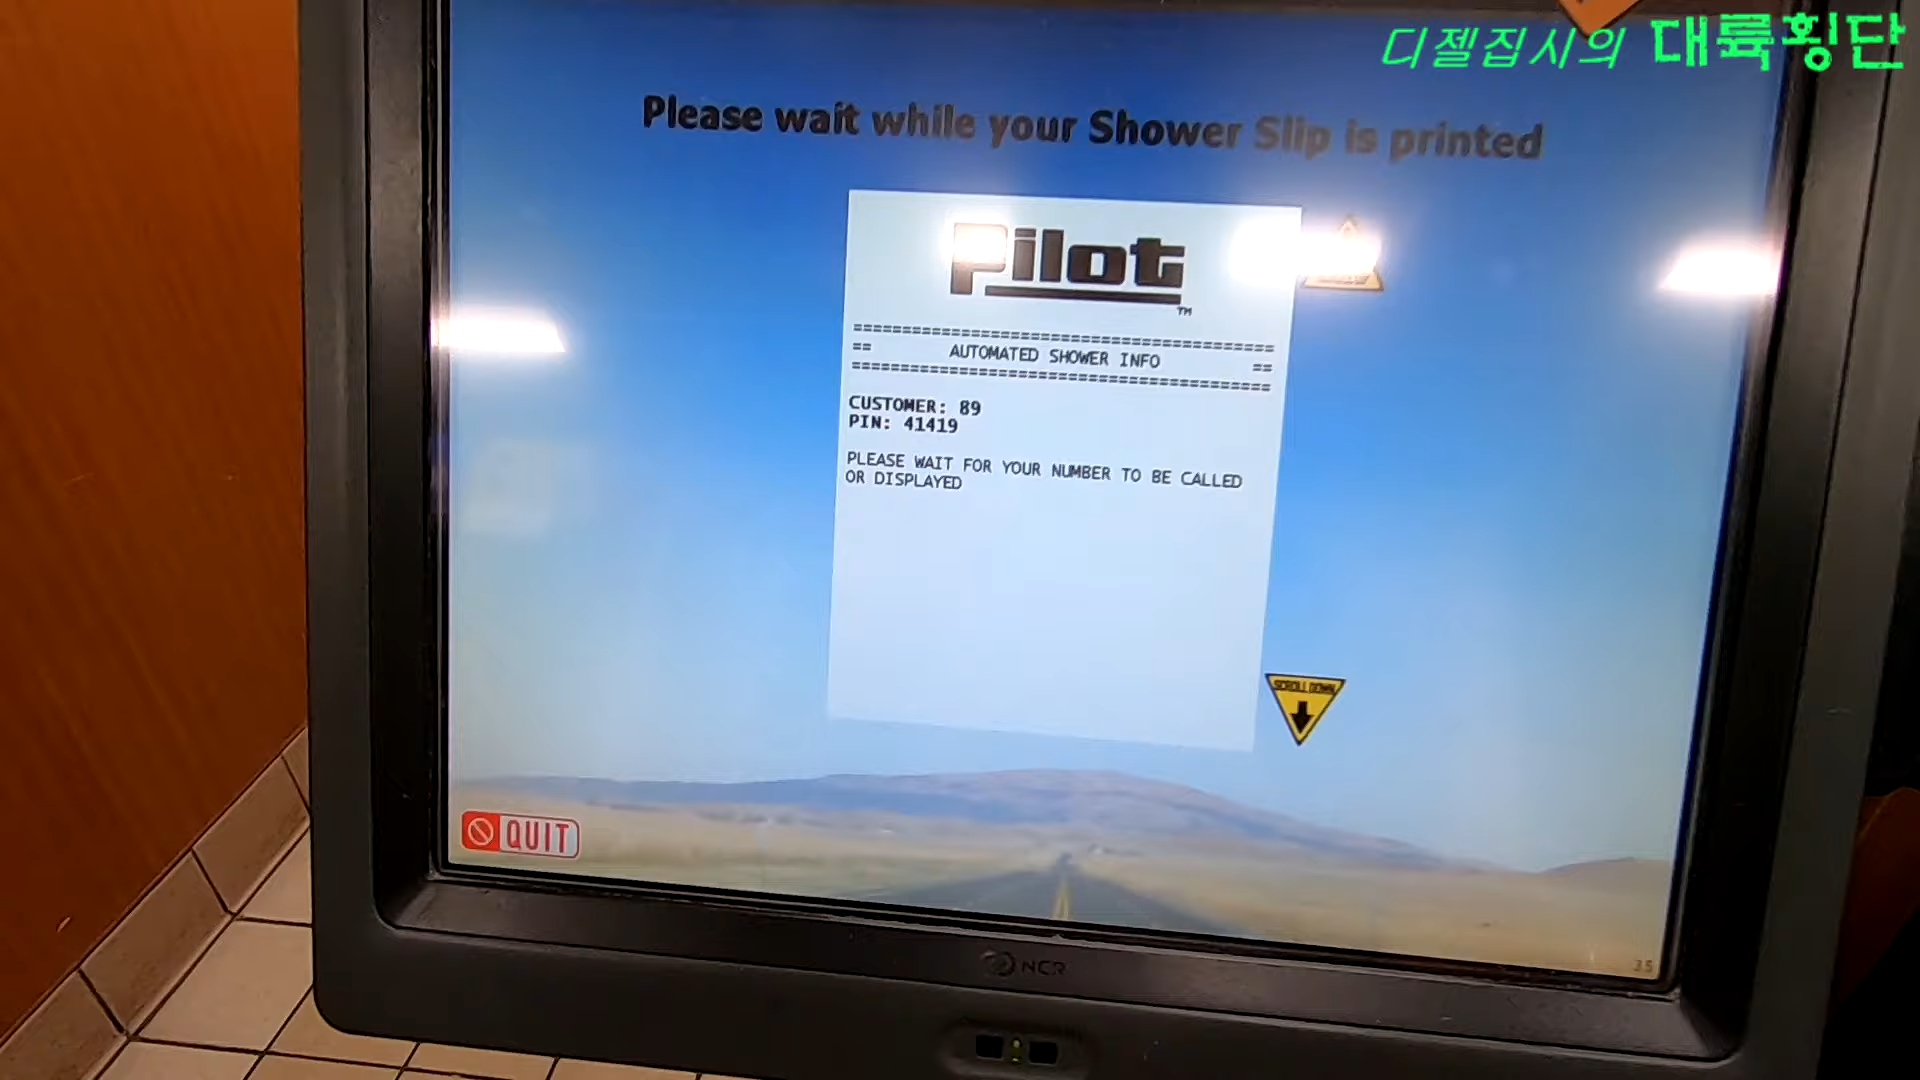 디젤집시의 대륙횡단
Please wait while your Shower Slip is printed
Pilot
TM
===========================================
== AUTOMATED SHOWER INFO ==
===========================================
CUSTOMER: 89
PIN: 41419
PLEASE WAIT FOR YOUR NUMBER TO BE CALLED
OR DISPLAYED
SCROLL DOWN
QUIT
35
NCR